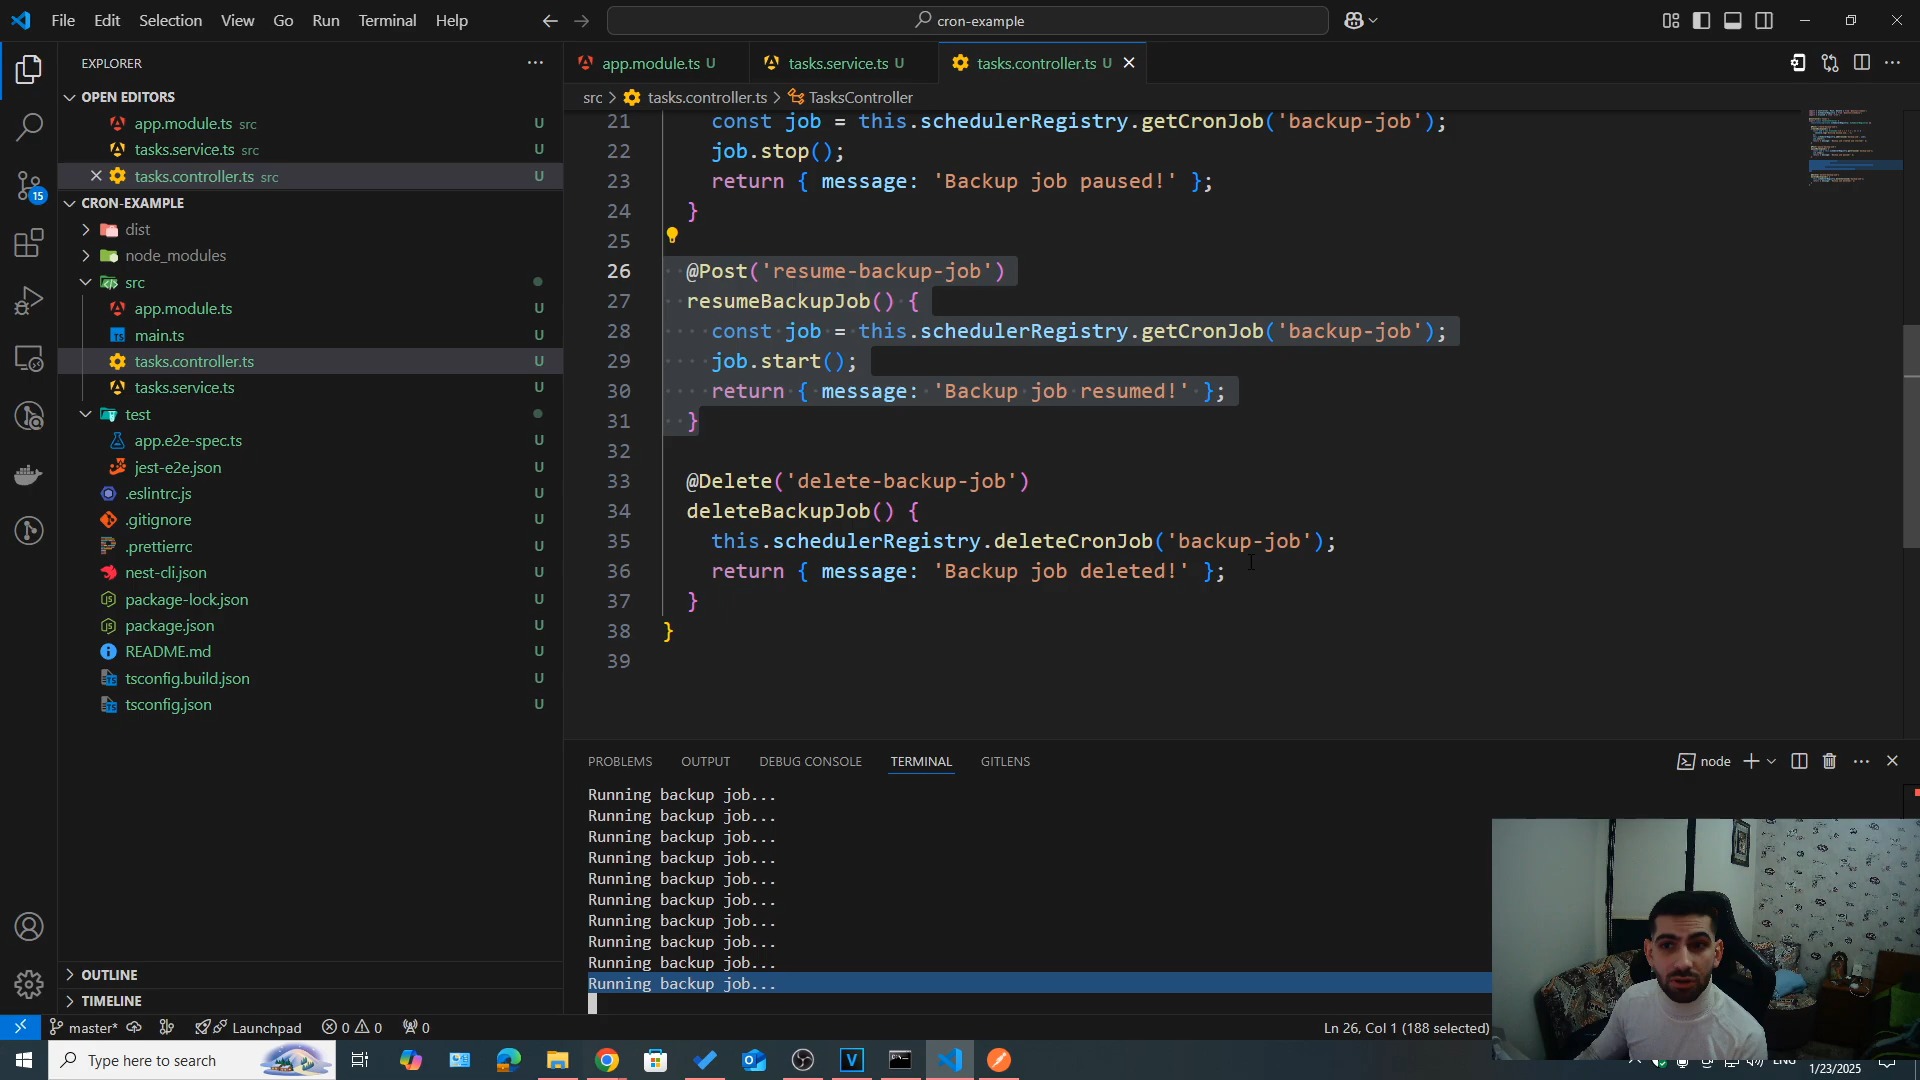 File Edit Selection View Go Run Terminal Help
cron-example
EXPLORER
OPEN EDITORS
app.module.ts src U
tasks.service.ts src U
tasks.controller.ts src U
CRON-EXAMPLE
dist
node_modules
src
app.module.ts U
main.ts U
tasks.controller.ts U
tasks.service.ts U
test
app.e2e-spec.ts U
jest-e2e.json U
.eslintrc.js U
.gitignore U
.prettierrc U
nest-cli.json U
package-lock.json U
package.json U
README.md U
tsconfig.build.json U
tsconfig.json U
OUTLINE
TIMELINE
15
app.module.ts U tasks.service.ts U tasks.controller.ts U
src > tasks.controller.ts > TasksController
21 const job = this.schedulerRegistry.getCronJob('backup-job');
22 job.stop();
23 return { message: 'Backup job paused!' };
24 }
25
26 @Post('resume-backup-job')
27 resumeBackupJob() {
28 const job = this.schedulerRegistry.getCronJob('backup-job');
29 job.start();
30 return { message: 'Backup job resumed!' };
31 }
32
33 @Delete('delete-backup-job')
34 deleteBackupJob() {
35 this.schedulerRegistry.deleteCronJob('backup-job');
36 return { message: 'Backup job deleted!' };
37 }
38 }
39
PROBLEMS OUTPUT DEBUG CONSOLE TERMINAL GITLENS
node
Running backup job...
Running backup job...
Running backup job...
Running backup job...
Running backup job...
Running backup job...
Running backup job...
Running backup job...
Running backup job...
Running backup job...
master* Launchpad 0 0 0
Ln 26, Col 1 (188 selected)
Type here to search
1/23/2025